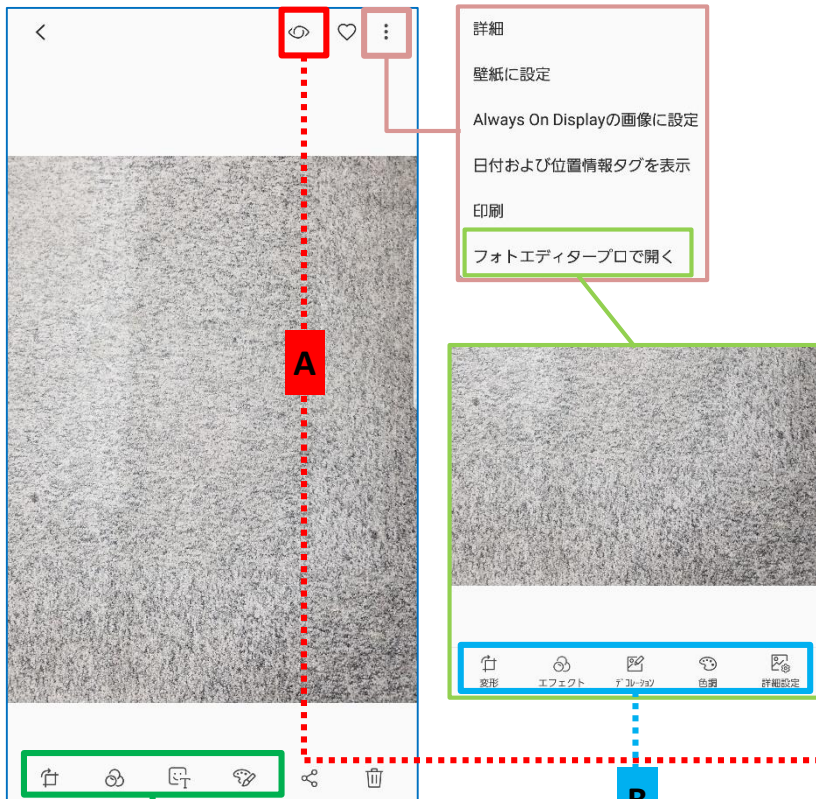 詳細
壁紙に設定
Always On Displayの画像に設定
日付および位置情報タグを表示
印刷
フォトエディタープロで開く
A
変形
エフェクト
デコレーション
色調
詳細設定
T
B